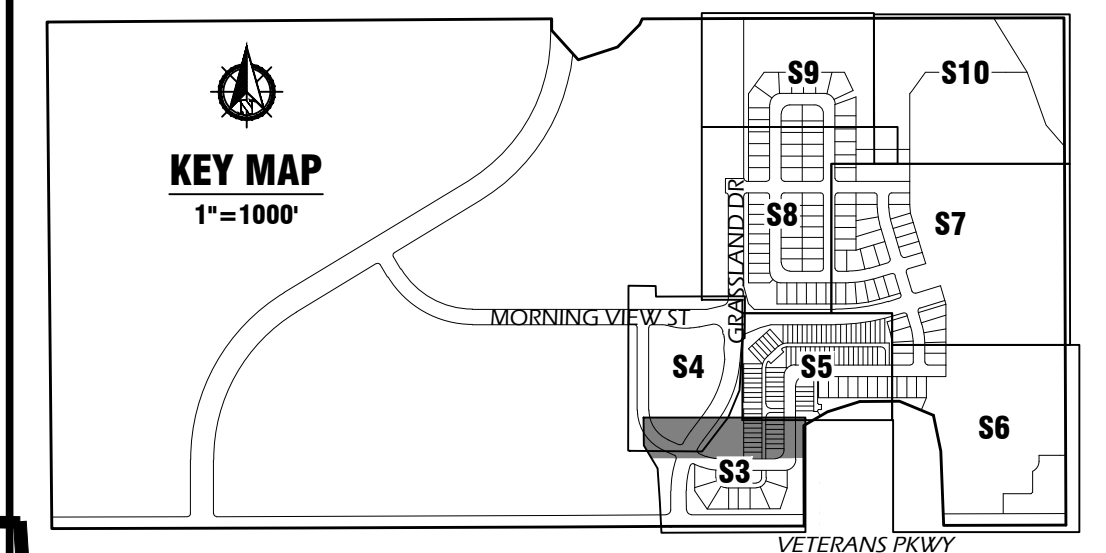 N
KEY MAP
1"=1000'
S9
S10
GRASSLAND DR
S8
S7
MORNING VIEW ST
S4
S5
S6
S3
VETERANS PKWY